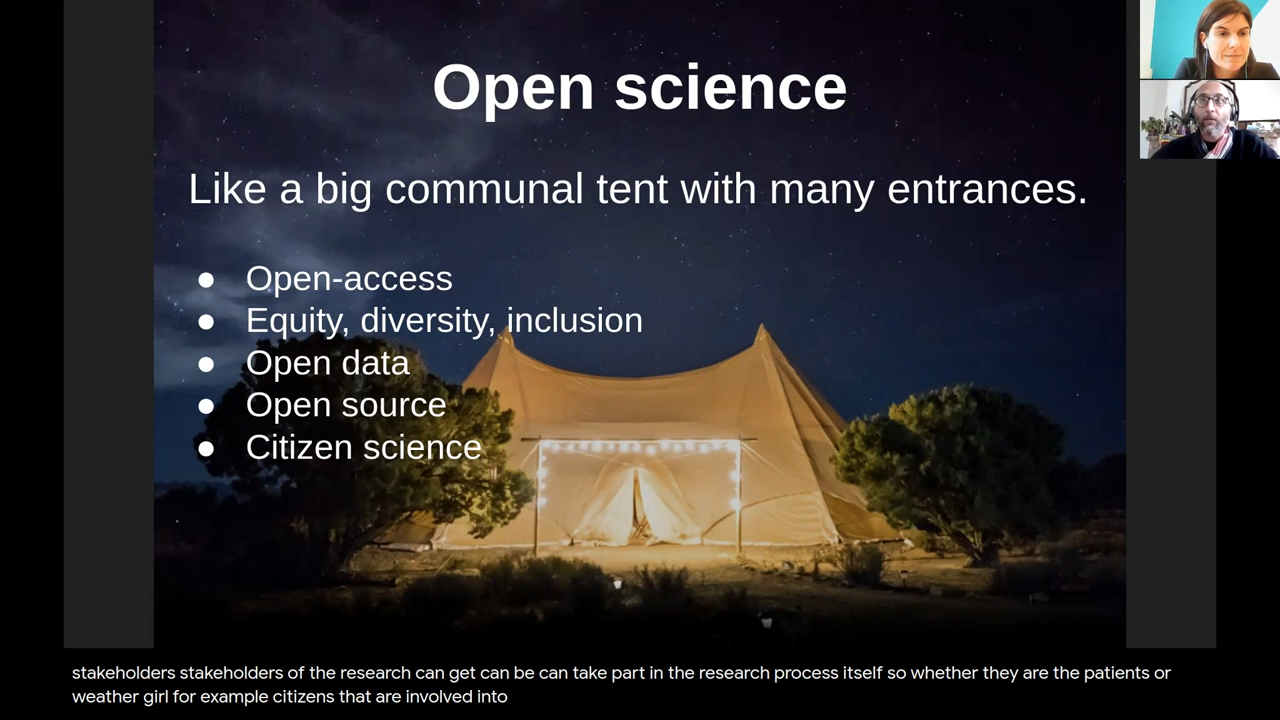 Open science
Like a big communal tent with many entrances.
● Open-access
● Equity, diversity, inclusion
● Open data
● Open source
● Citizen science
stakeholders stakeholders of the research can get can be can take part in the research process itself so whether they are the patients or
weather girl for example citizens that are involved into